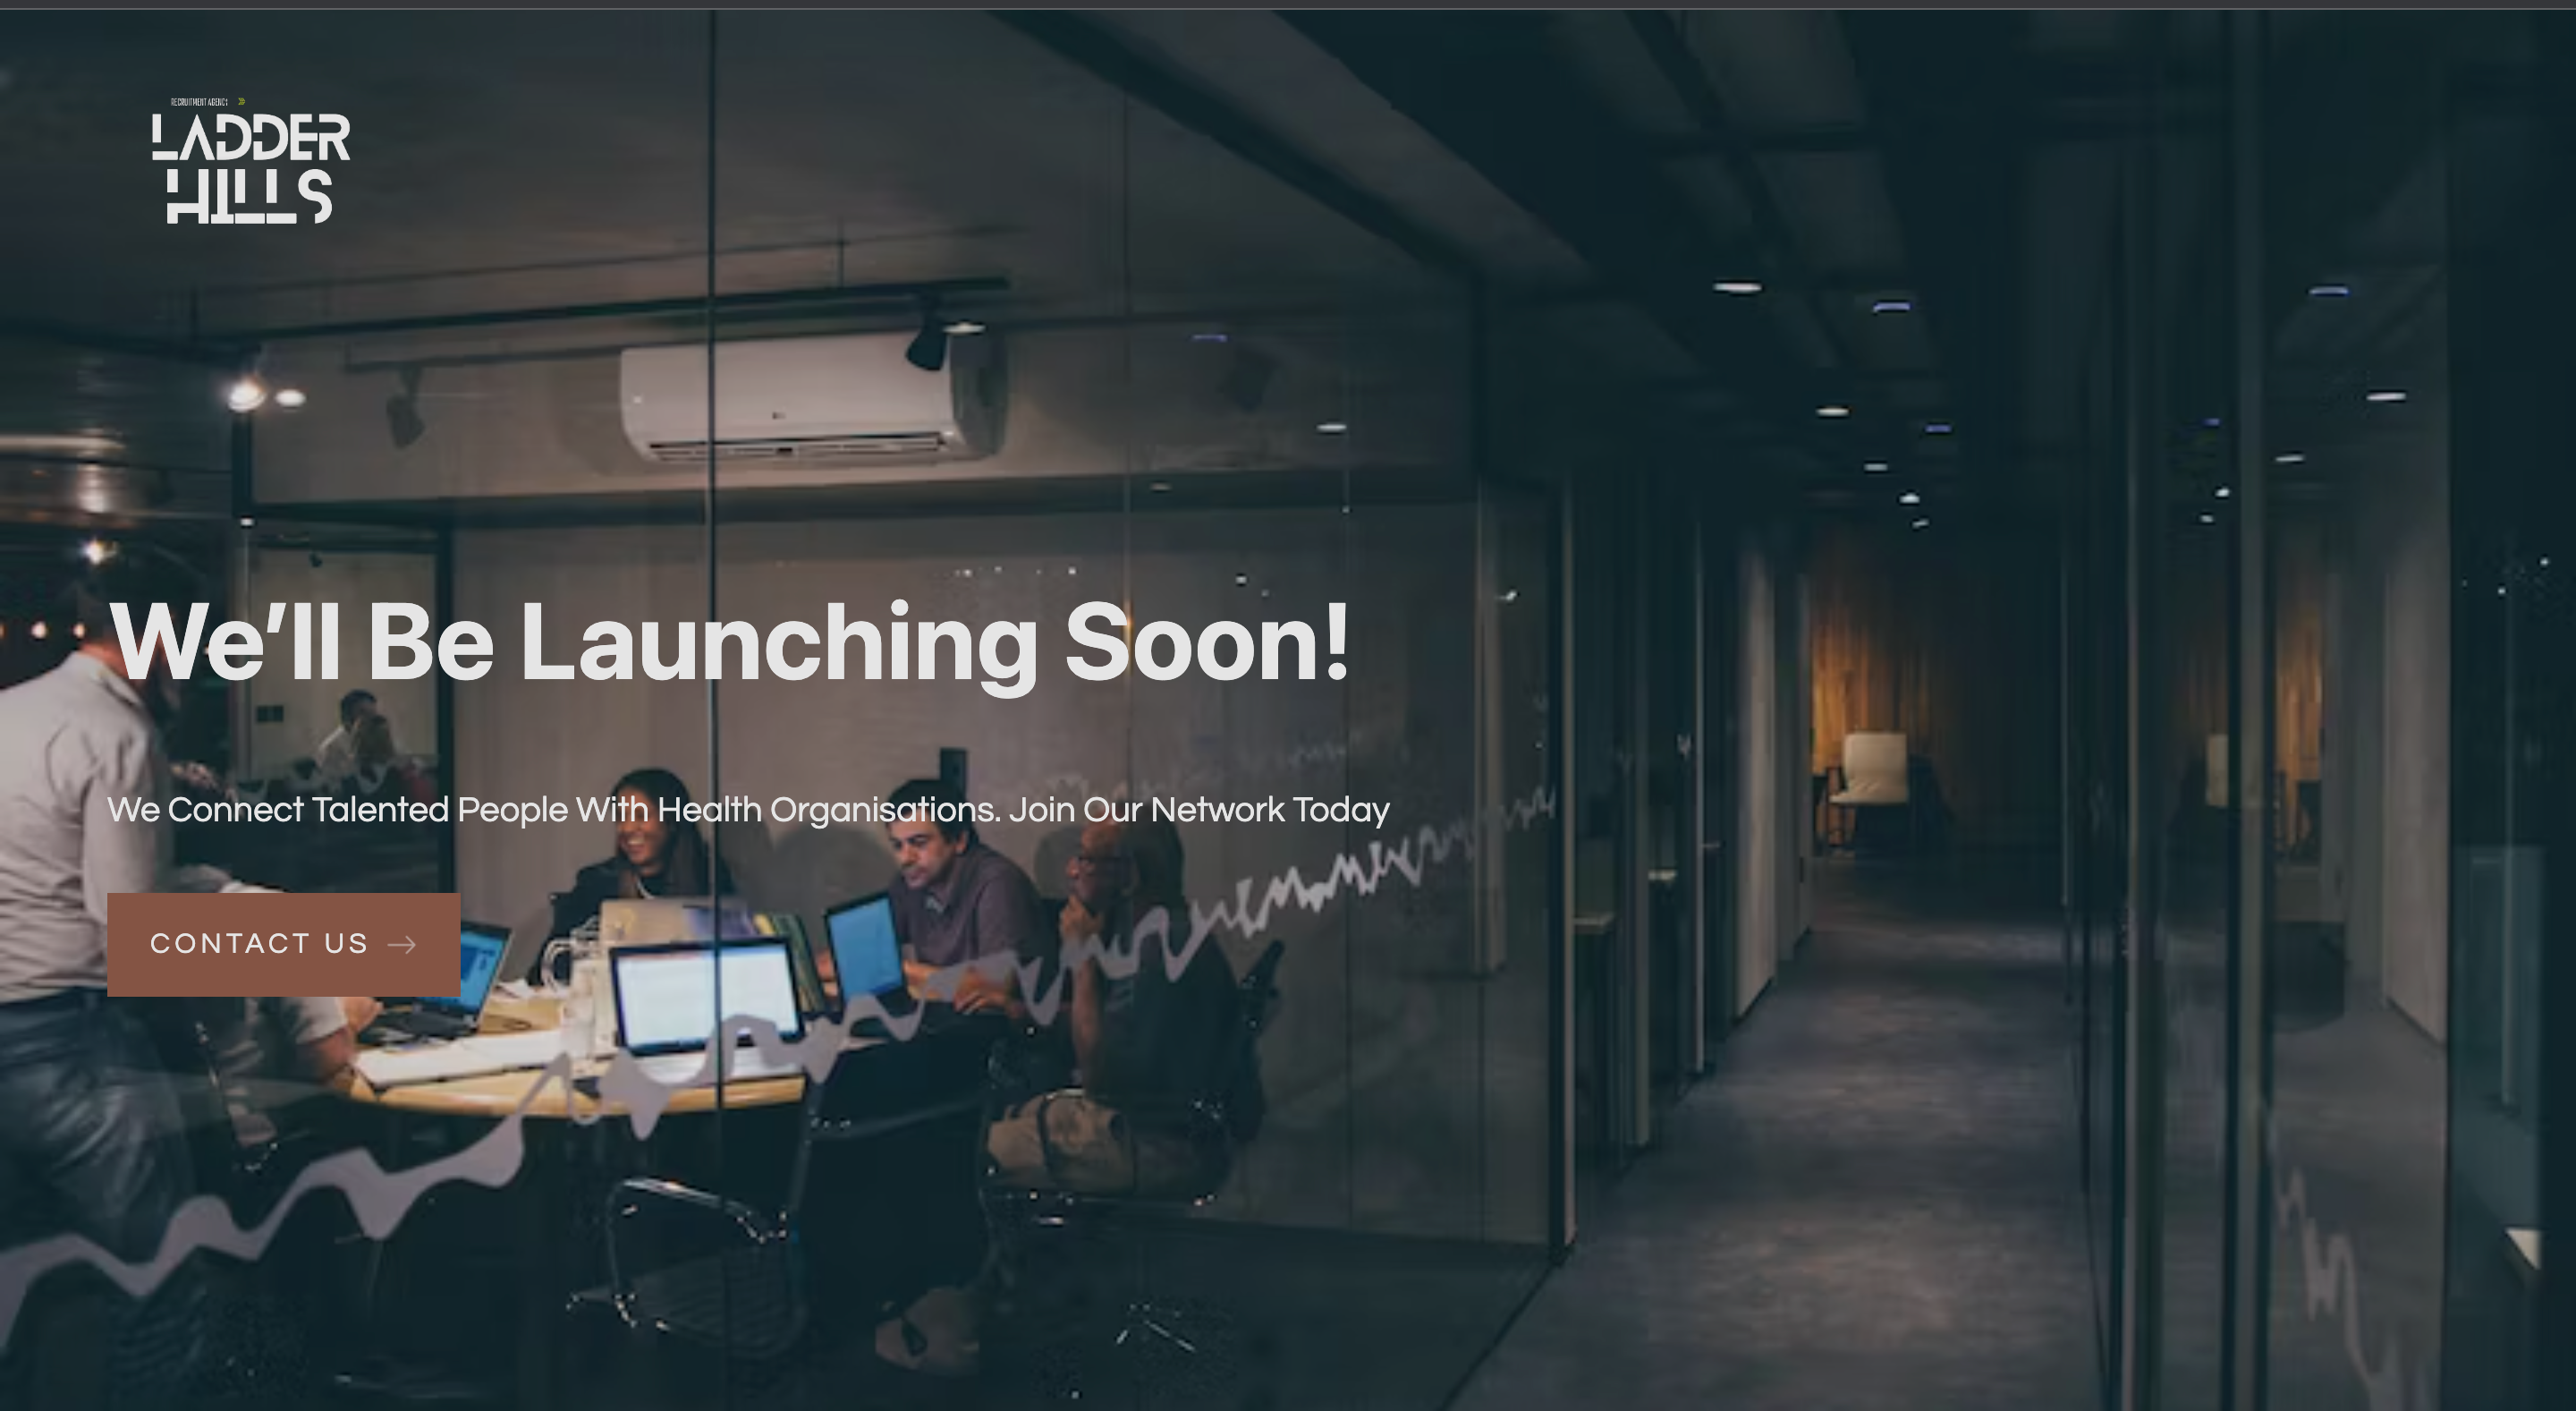 RECRUITMENT AGENCY
LADDER
HILLS
We’ll Be Launching Soon!
We Connect Talented People With Health Organisations. Join Our Network Today
CONTACT US →